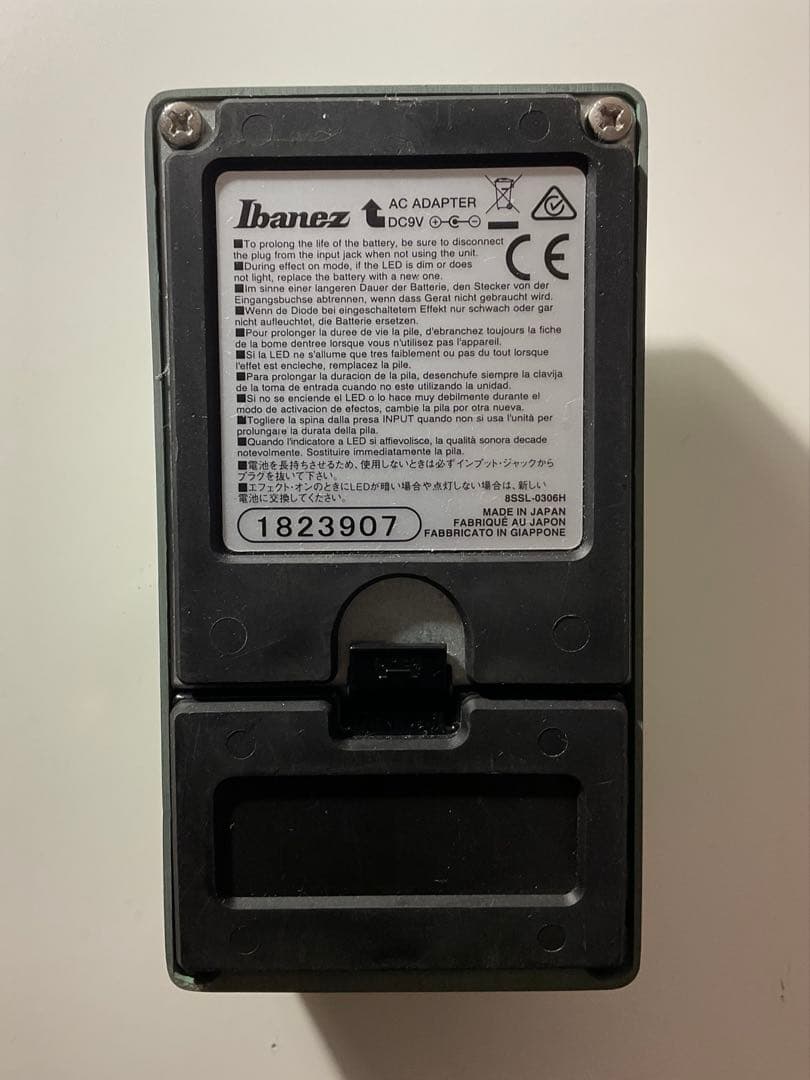 Ibanez AC ADAPTER
DC9V
■To prolong the life of the battery, be sure to disconnect
the plug from the input jack when not using the unit.
■During effect on mode, if the LED is dim or does
not light, replace the battery with a new one.
■Im sinne einer langeren Dauer der Batterie, den Stecker von der
Eingangsbuchse abtrennen, wenn dass Gerat nicht gebraucht wird.
■Wenn de Diode bei eingeschaltetem Effekt nur schwach oder gar
nicht aufleuchtet, die Batterie ersetzen.
■Pour prolonger la duree de vie la pile, d'ebranchez toujours la fiche
de la bome dentree lorsque vous n'utilisez pas l'appareil.
■Si la LED ne s'allume que tres faiblement ou pas du tout lorsque
l'effet est encieche, remplacez la pile.
■Para prolongar la duracion de la pila, desenchufe siempre la clavija
de la toma de entrada cuando no este utilizando la unidad.
■Si no se enciende el LED o lo hace muy debilmente durante el
modo de activacion de efectos, cambie la pila por otra nueva.
■Togliere la spina dalla presa INPUT quando non si usa l'unità per
prolungare la durata della pila.
■Quando l'indicatore a LED si affievolisce, la qualità sonora decade
notevolmente. Sostituire immediatamente la pila.
■電池を長持ちさせるため、使用しないときは必ずインプット・ジャックから
プラグを抜いて下さい。
■エフェクト・オンのときにLEDが暗い場合や点灯しない場合は、新しい
電池に交換してください。
8SSL-0306H
1823907
MADE IN JAPAN
FABRIQUÉ AU JAPON
FABBRICATO IN GIAPPONE